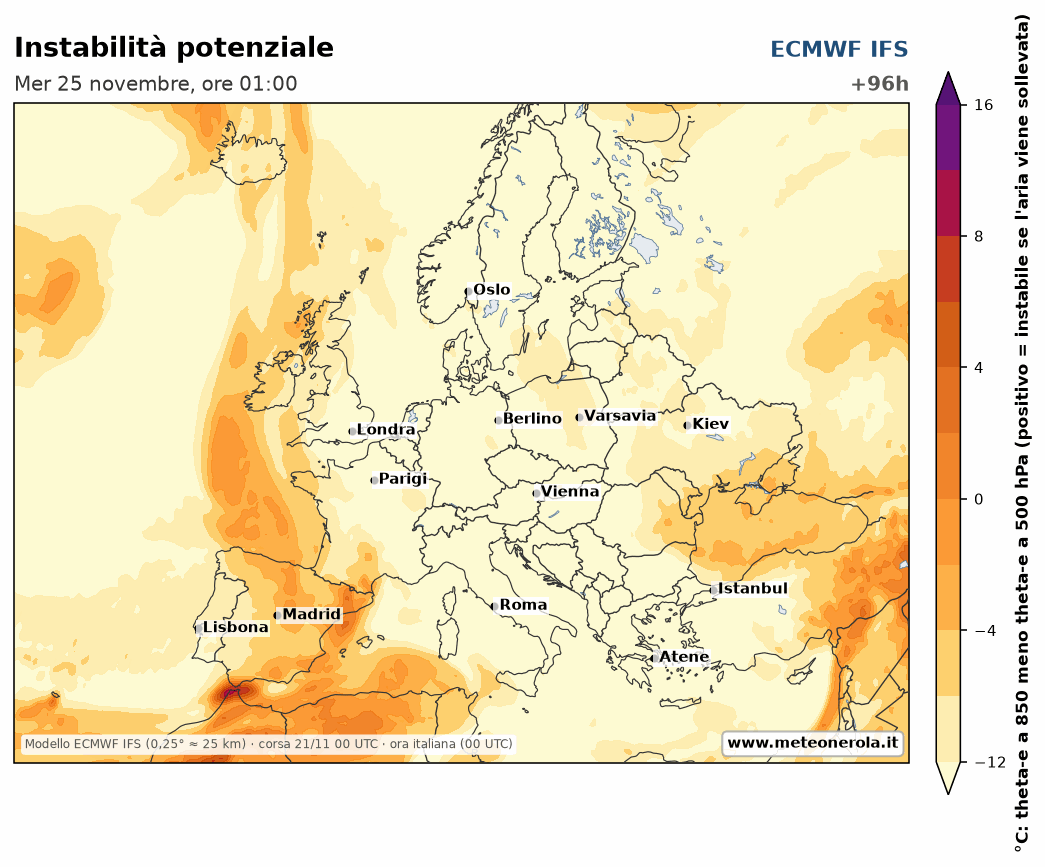 Instabilità potenziale
ECMWF IFS
Mer 25 novembre, ore 01:00
+96h
16
8
4
0
−4
−12
°C: theta-e a 850 meno theta-e a 500 hPa (positivo = instabile se l'aria viene sollevata)
Oslo
Londra
Berlino
Varsavia
Kiev
Parigi
Vienna
Istanbul
Roma
Madrid
Lisbona
Atene
Modello ECMWF IFS (0,25° ≈ 25 km) · corsa 21/11 00 UTC · ora italiana (00 UTC)
www.meteonerola.it